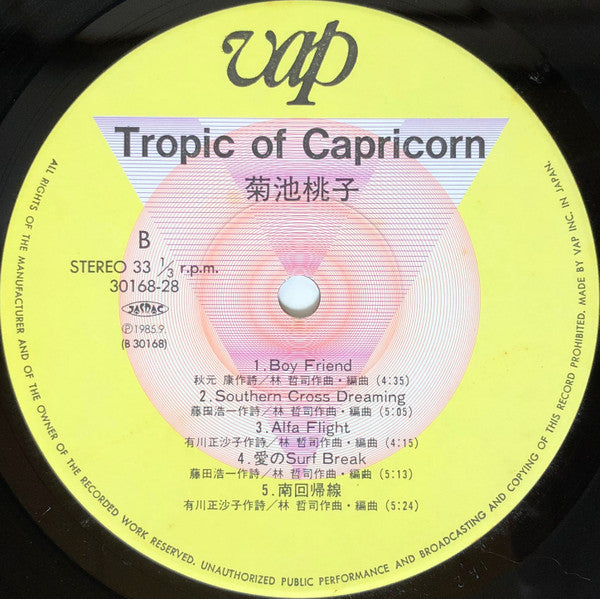 vap
Tropic of Capricorn
菊池桃子
B
STEREO 33 1/3 r.p.m.
30168-28
JASRAC
Ⓟ1985.9.
(B 30168)
1.Boy Friend
秋元 康作詩/林 哲司作曲・編曲 (4:35)
2.Southern Cross Dreaming
藤田浩一作詩/林 哲司作曲・編曲 (5:05)
3.Alfa Flight
有川正沙子作詩/林 哲司作曲・編曲 (4:15)
4.愛のSurf Break
藤田浩一作詩/林 哲司作曲・編曲 (5:13)
5.南回帰線
有川正沙子作詩/林 哲司作曲・編曲 (5:24)
ALL RIGHTS OF THE MANUFACTURER AND OF THE OWNER OF THE RECORDED WORK RESERVED. UNAUTHORIZED PUBLIC PERFORMANCE AND BROADCASTING AND COPYING OF THIS RECORD PROHIBITED. MADE BY VAP INC. IN JAPAN.